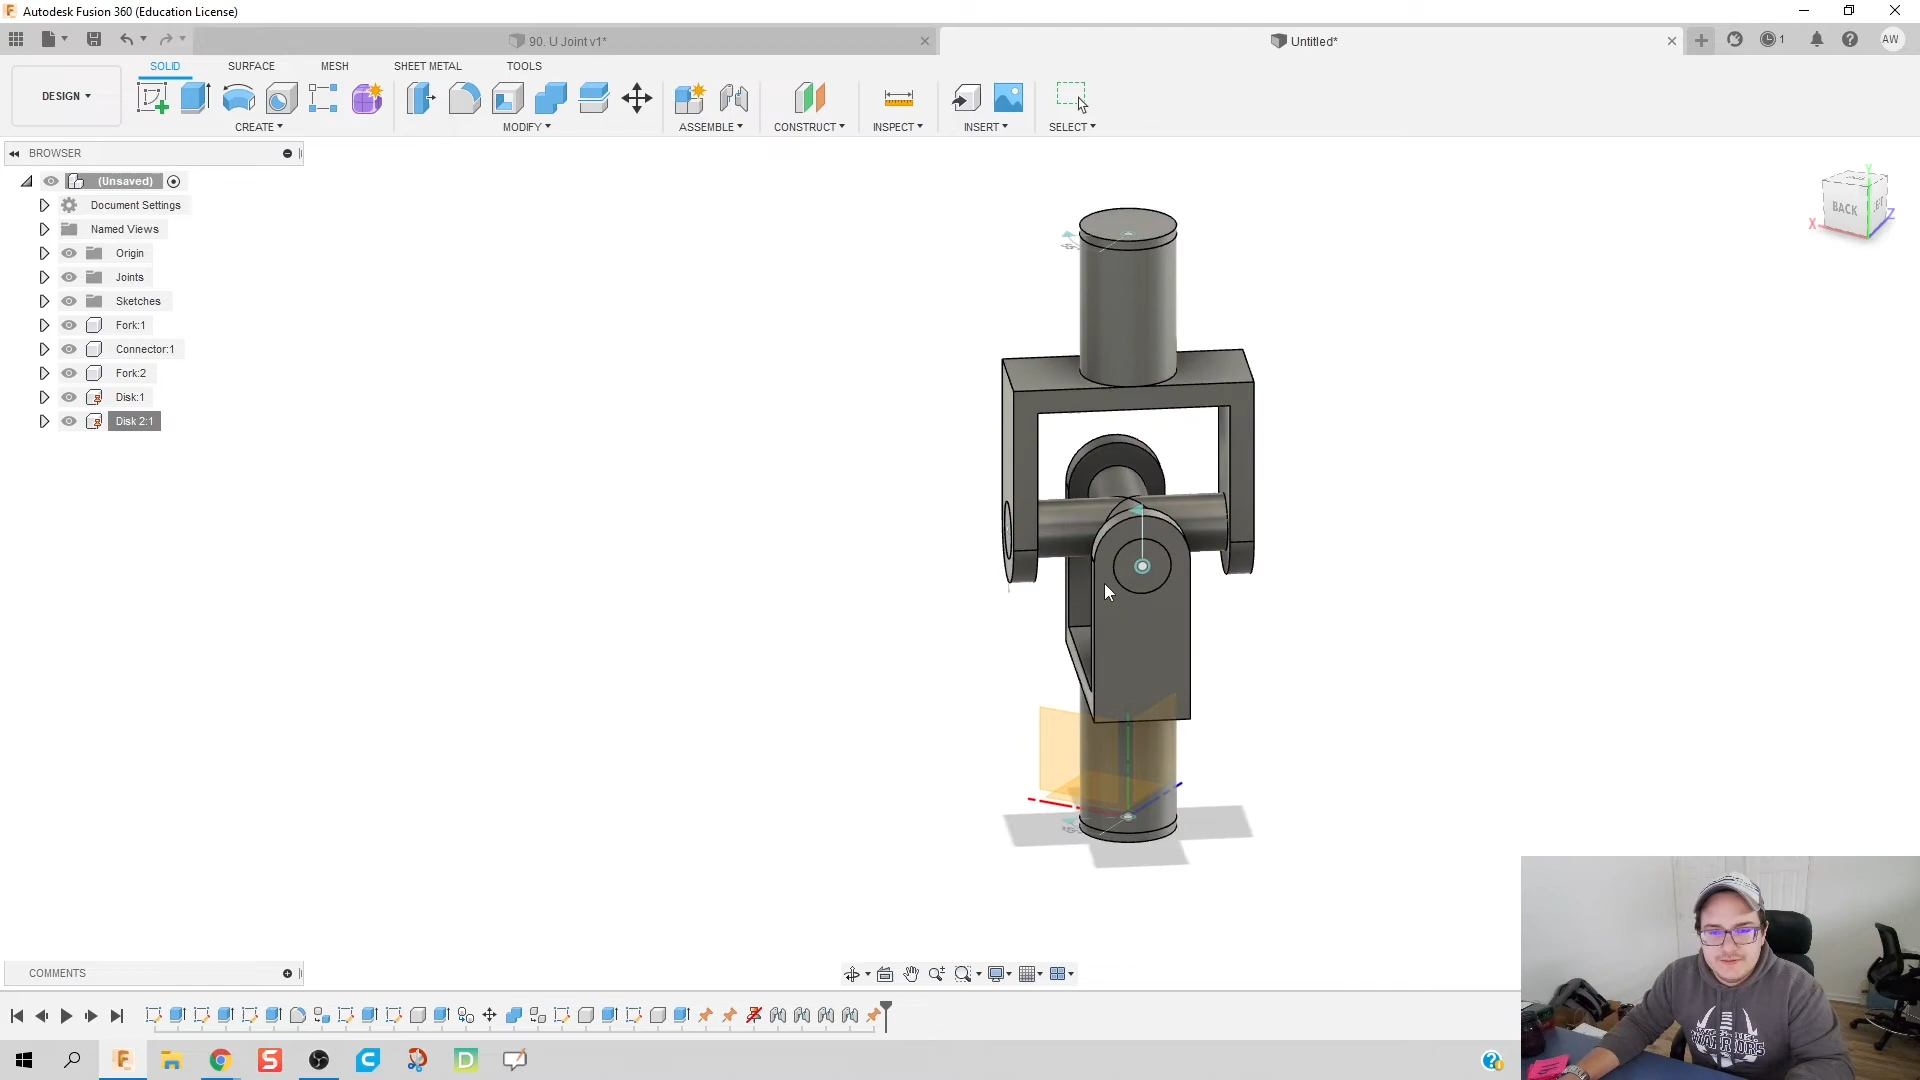 Autodesk Fusion 360 (Education License)
90. U Joint v1*
Untitled*
1
AW
SOLID
SURFACE
MESH
SHEET METAL
TOOLS
DESIGN
CREATE
MODIFY
ASSEMBLE
CONSTRUCT
INSPECT
INSERT
SELECT
BROWSER
(Unsaved)
Document Settings
Named Views
Origin
Joints
Sketches
Fork:1
Connector:1
Fork:2
Disk:1
Disk 2:1
Y
BACK
X
Z
COMMENTS
WARRIORS